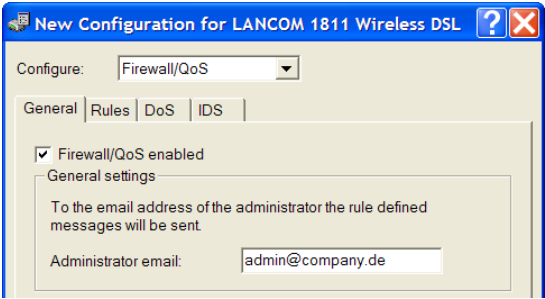 New Configuration for LANCOM 1811 Wireless DSL ?
Configure: Firewall/QoS
General Rules DoS IDS
Firewall/QoS enabled
General settings
To the email address of the administrator the rule defined
messages will be sent.
Administrator email: admin@company.de